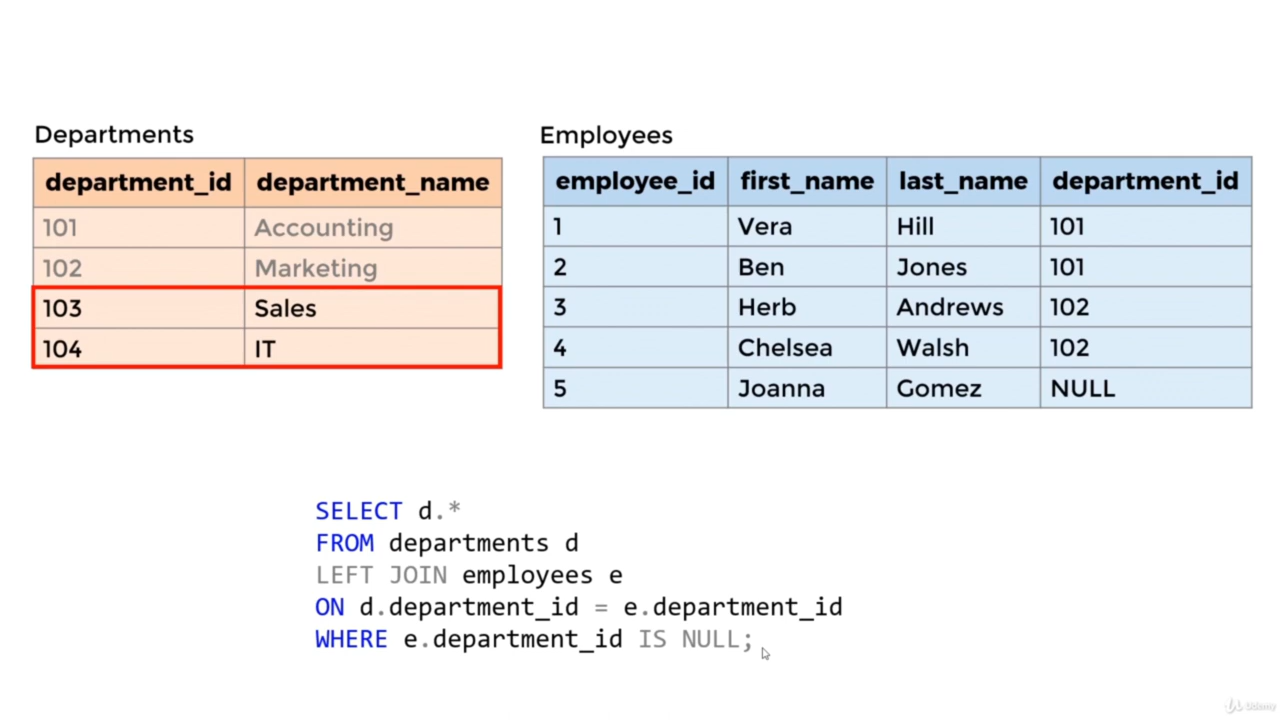 Departments
department_id department_name
101 Accounting
102 Marketing
103 Sales
104 IT
Employees
employee_id first_name last_name department_id
1 Vera Hill 101
2 Ben Jones 101
3 Herb Andrews 102
4 Chelsea Walsh 102
5 Joanna Gomez NULL
SELECT d.*
FROM departments d
LEFT JOIN employees e
ON d.department_id = e.department_id
WHERE e.department_id IS NULL;
Udemy